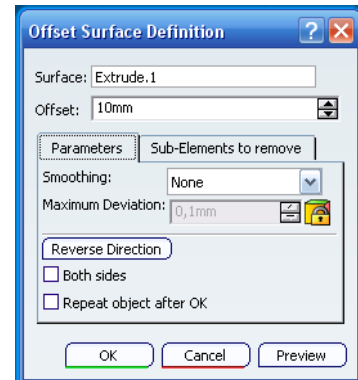 Offset Surface Definition
Surface: Extrude.1
Offset: 10mm
Parameters Sub-Elements to remove
Smoothing: None
Maximum Deviation: 0,1mm
Reverse Direction
Both sides
Repeat object after OK
OK Cancel Preview